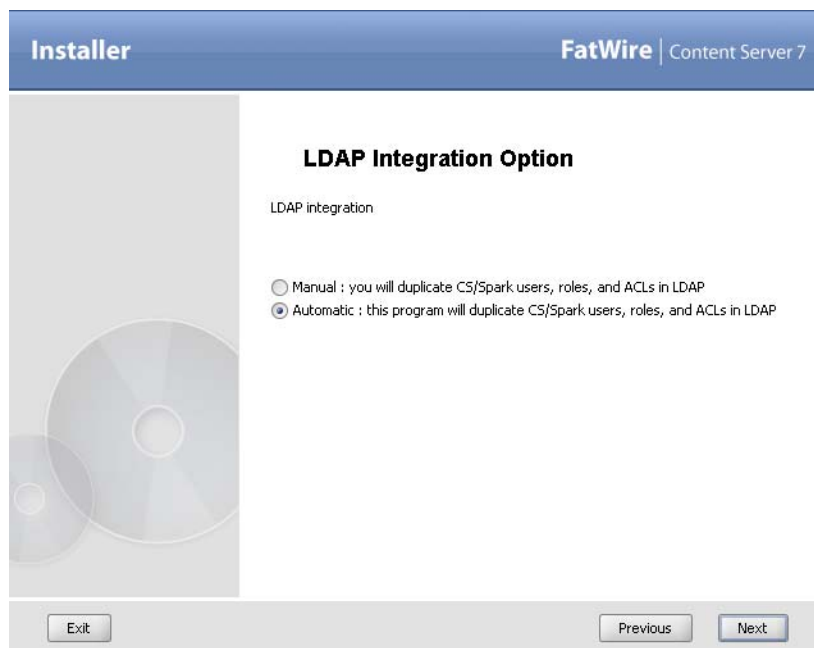 Installer
FatWire | Content Server 7
LDAP Integration Option
LDAP integration
Manual : you will duplicate CS/Spark users, roles, and ACLs in LDAP
Automatic : this program will duplicate CS/Spark users, roles, and ACLs in LDAP
Exit
Previous
Next